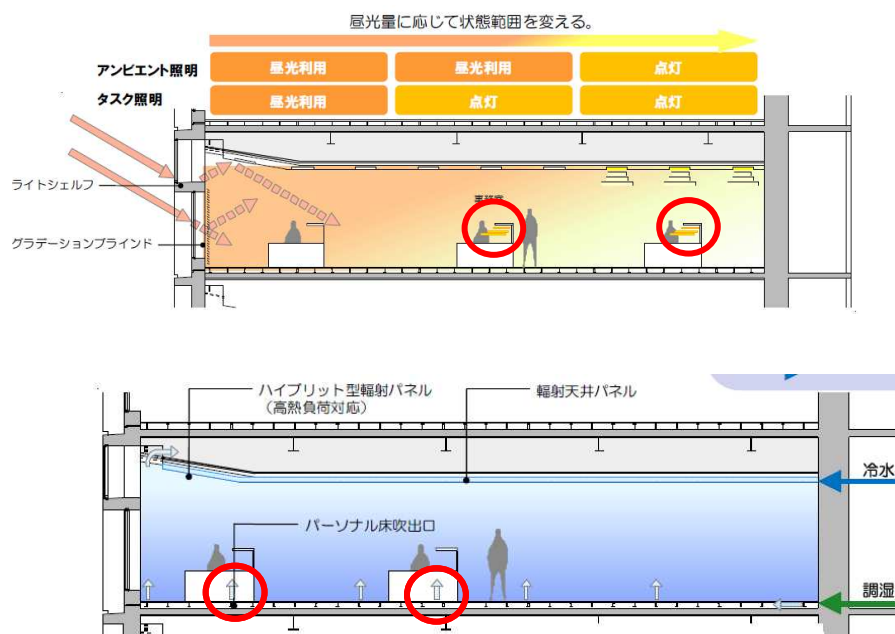 昼光量に応じて状態範囲を変える。
アンビエント照明 昼光利用 昼光利用 点灯
タスク照明 昼光利用 点灯 点灯
ライトシェルフ
グラデーションブラインド
ハイブリット型輻射パネル
(高熱負荷対応)
輻射天井パネル
冷水
パーソナル床吹出口
調湿